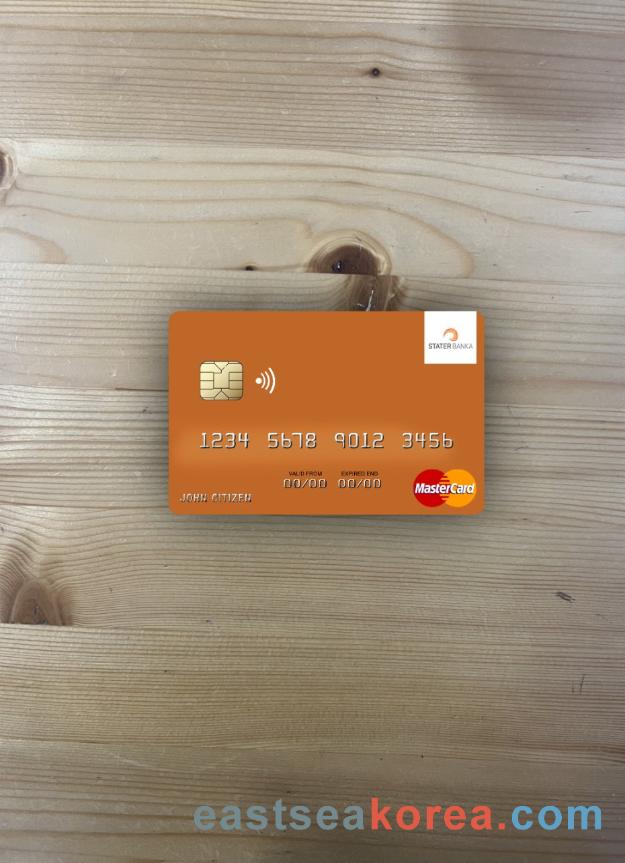 STATER BANKA
1234 5678 9012 3456
VALID FROM EXPIRED END
00/00 00/00
JOHN CITIZEN
MasterCard
eastseakorea.com